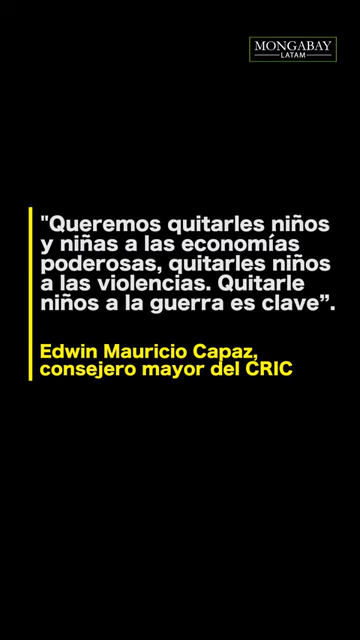 MONGABAY
LATAM
"Queremos quitarles niños
y niñas a las economías
poderosas, quitarles niños
a las violencias. Quitarle
niños a la guerra es clave”.
Edwin Mauricio Capaz,
consejero mayor del CRIC